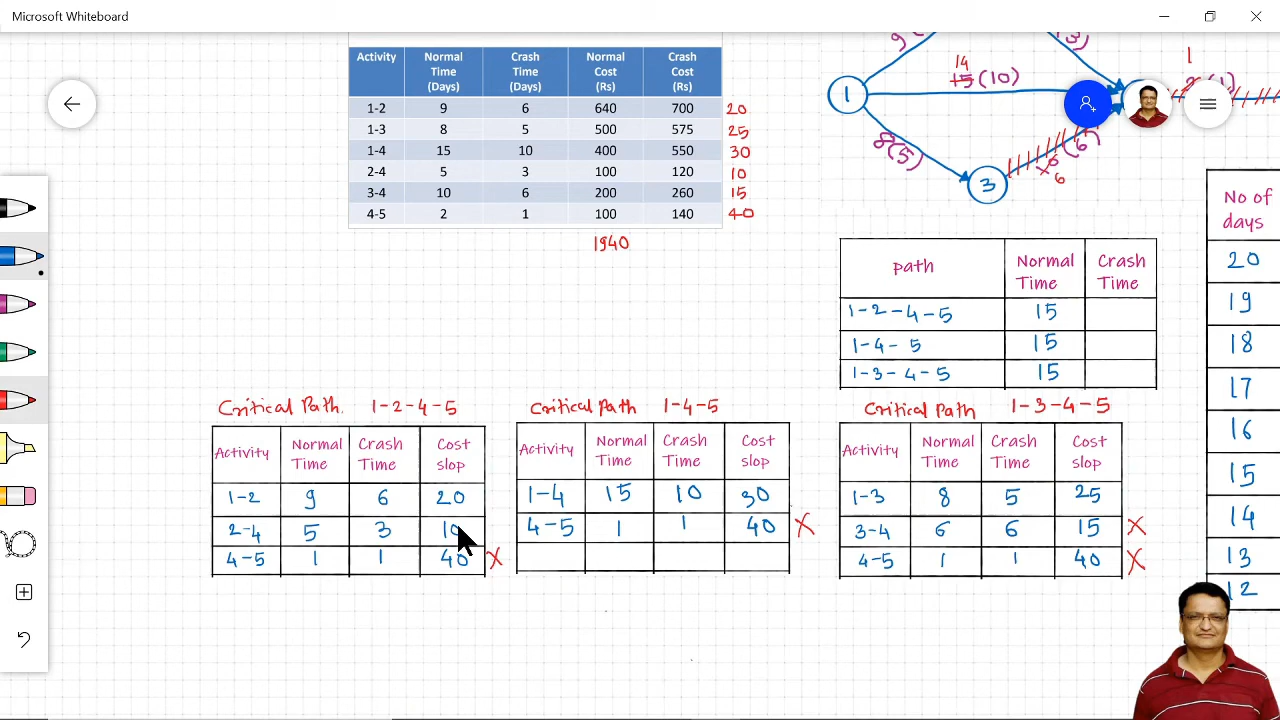 Microsoft Whiteboard
Activity Normal Time (Days) Crash Time (Days) Normal Cost (Rs) Crash Cost (Rs)
1-2 9 6 640 700 20
1-3 8 5 500 575 25
1-4 15 10 400 550 30
2-4 5 3 100 120 10
3-4 10 6 200 260 15
4-5 2 1 100 140 40
1940
9
3)
14
15 (10)
1
1
2 (1)
8(5)
(6)
6
3
No of days
20
19
18
17
16
15
14
13
12
path Normal Time Crash Time
1-2-4-5 15
1-4-5 15
1-3-4-5 15
Critical Path. 1-2-4-5
Activity Normal Time Crash Time Cost slop
1-2 9 6 20
2-4 5 3 10
4-5 1 1 40 X
Critical path 1-4-5
Activity Normal Time Crash Time Cost slop
1-4 15 10 30
4-5 1 1 40 X
Critical path 1-3-4-5
Activity Normal Time Crash Time Cost slop
1-3 8 5 25
3-4 6 6 15 X
4-5 1 1 40 X